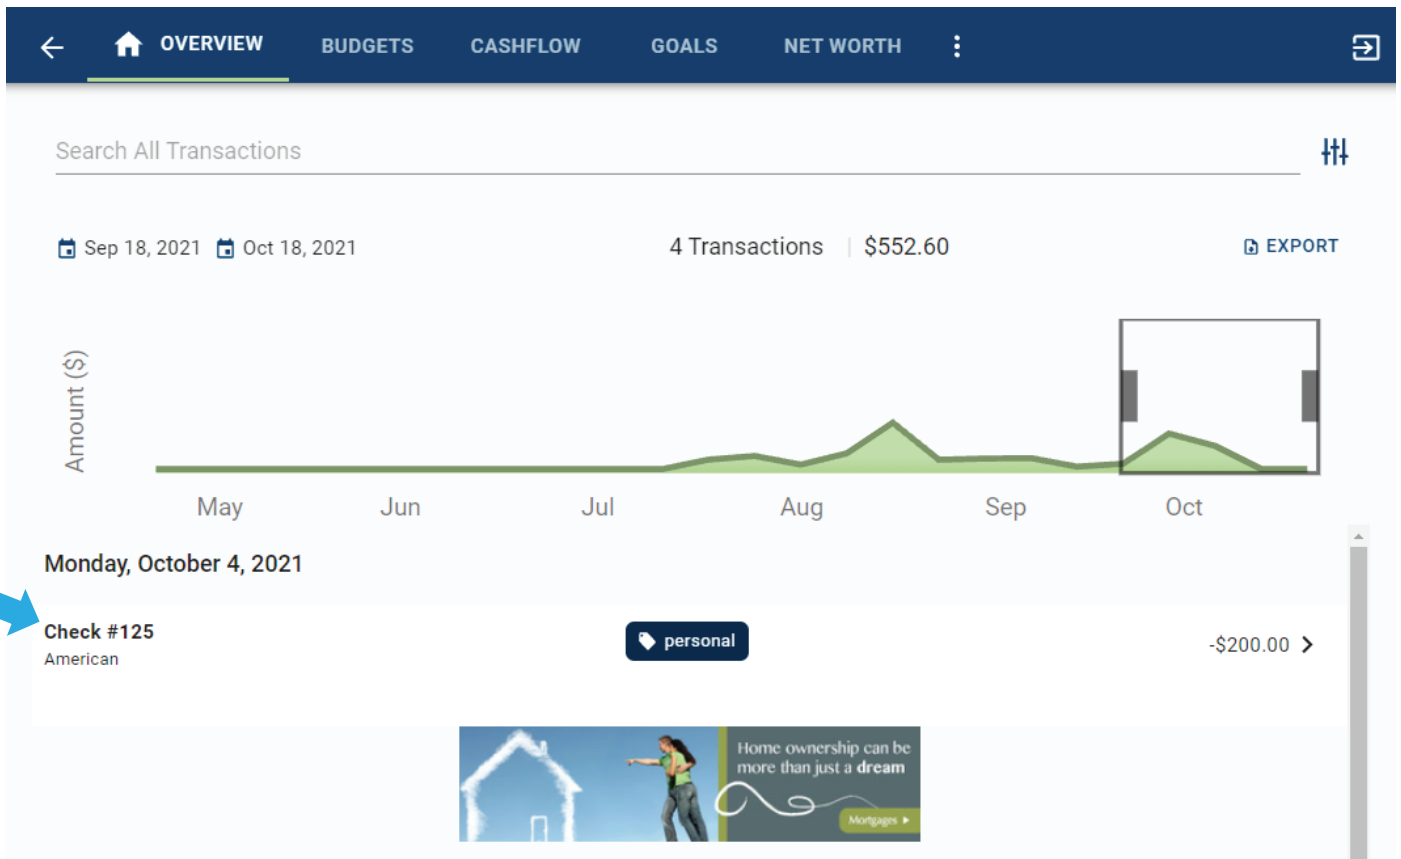 OVERVIEW BUDGETS CASHFLOW GOALS NET WORTH
Search All Transactions
Sep 18, 2021 Oct 18, 2021 4 Transactions $552.60 EXPORT
Amount ($)
May Jun Jul Aug Sep Oct
Monday, October 4, 2021
Check #125
American
personal
-$200.00
Home ownership can be
more than just a dream
Mortgages